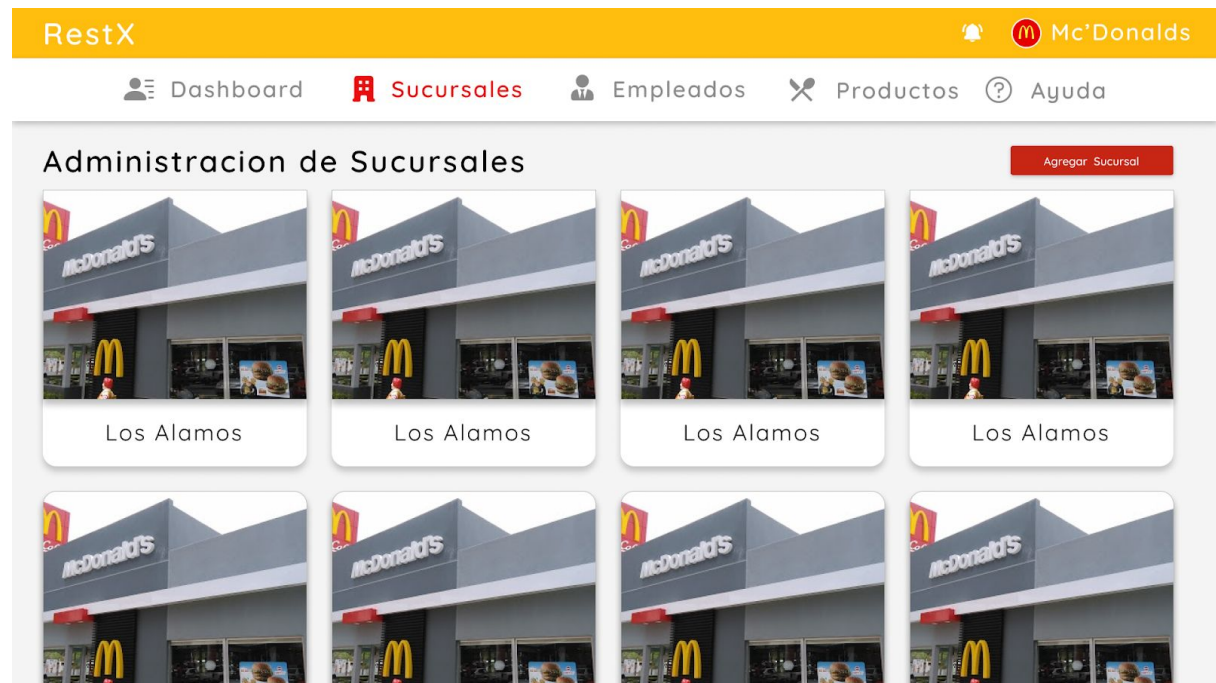 RestX
Mc'Donalds
Dashboard Sucursales Empleados Productos Ayuda
Administracion de Sucursales
Agregar Sucursal
McDonald's McDonald's McDonald's McDonald's
Los Alamos Los Alamos Los Alamos Los Alamos
McDonald's McDonald's McDonald's McDonald's